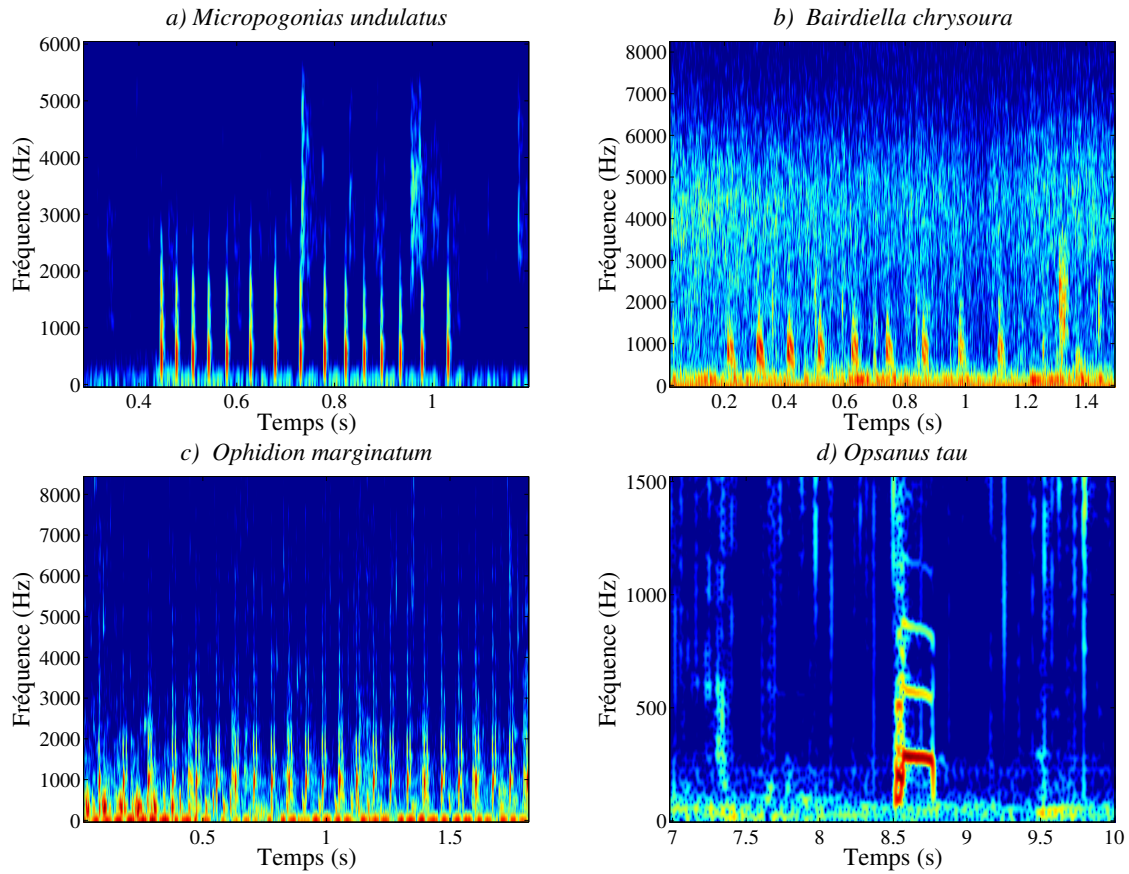 a) Micropogonias undulatus
6000
5000
4000
3000
2000
1000
0
Fréquence (Hz)
0.4 0.6 0.8 1
Temps (s)
b) Bairdiella chrysoura
8000
7000
6000
5000
4000
3000
2000
1000
0
Fréquence (Hz)
0.2 0.4 0.6 0.8 1 1.2 1.4
Temps (s)
c) Ophidion marginatum
8000
7000
6000
5000
4000
3000
2000
1000
0
Fréquence (Hz)
0.5 1 1.5
Temps (s)
d) Opsanus tau
1500
1000
500
0
Fréquence (Hz)
7 7.5 8 8.5 9 9.5 10
Temps (s)